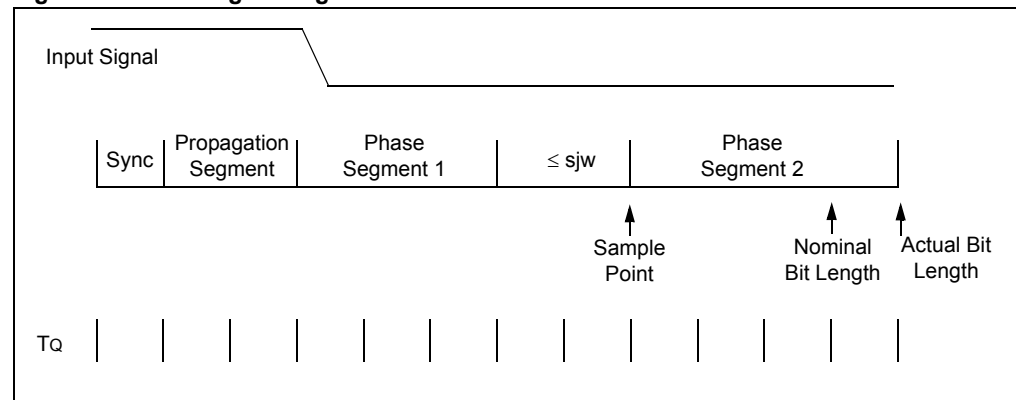 Input Signal
Sync
Propagation
Segment
Phase
Segment 1
≤ sjw
Phase
Segment 2
Sample
Point
Nominal
Bit Length
Actual Bit
Length
TQ